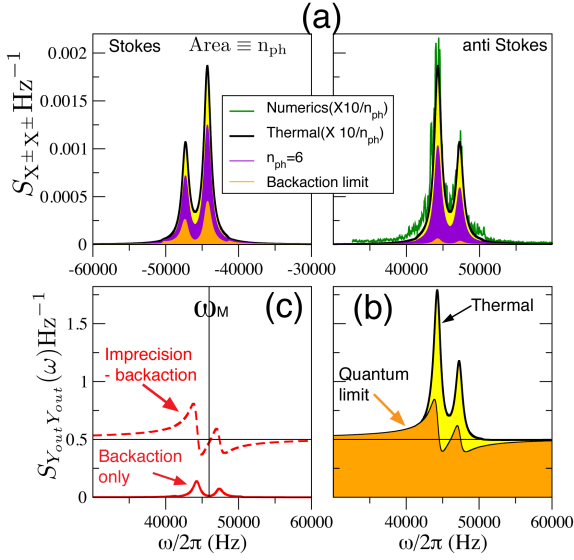 (a)
Stokes
Area ≡ n_ph
anti Stokes
S_X±X± Hz⁻¹
0.002
0.0015
0.001
0.0005
0
Numerics(X10/n_ph)
Thermal(X 10/n_ph)
n_ph=6
Backaction limit
-60000
-50000
-40000
-30000
40000
50000
S_Y_out Y_out (ω)Hz⁻¹
1.5
1
0.5
0
ω_M
(c)
Imprecision
- backaction
Backaction
only
(b)
Thermal
Quantum
limit
40000
50000
60000
40000
50000
60000
ω/2π (Hz)
ω/2π (Hz)